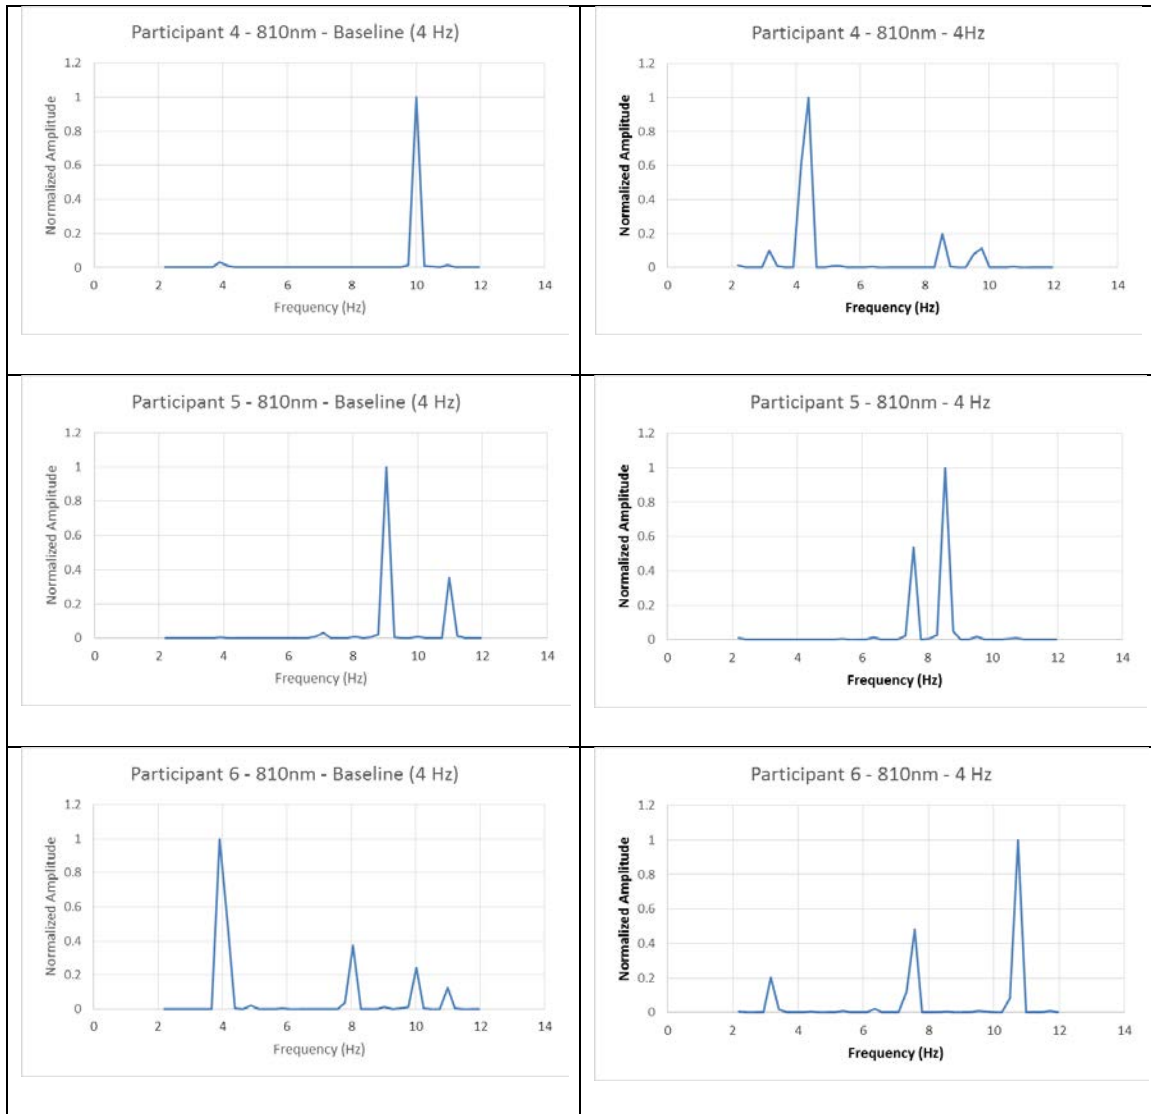 Participant 4 - 810nm - Baseline (4 Hz)
Normalized Amplitude
1.2
1
0.8
0.6
0.4
0.2
0
0 2 4 6 8 10 12 14
Frequency (Hz)
Participant 4 - 810nm - 4Hz
Normalized Amplitude
1.2
1
0.8
0.6
0.4
0.2
0
0 2 4 6 8 10 12 14
Frequency (Hz)
Participant 5 - 810nm - Baseline (4 Hz)
Normalized Amplitude
1.2
1
0.8
0.6
0.4
0.2
0
0 2 4 6 8 10 12 14
Frequency (Hz)
Participant 5 - 810nm - 4 Hz
Normalized Amplitude
1.2
1
0.8
0.6
0.4
0.2
0
0 2 4 6 8 10 12 14
Frequency (Hz)
Participant 6 - 810nm - Baseline (4 Hz)
Normalized Amplitude
1.2
1
0.8
0.6
0.4
0.2
0
0 2 4 6 8 10 12 14
Frequency (Hz)
Participant 6 - 810nm - 4 Hz
Normalized Amplitude
1.2
1
0.8
0.6
0.4
0.2
0
0 2 4 6 8 10 12 14
Frequency (Hz)